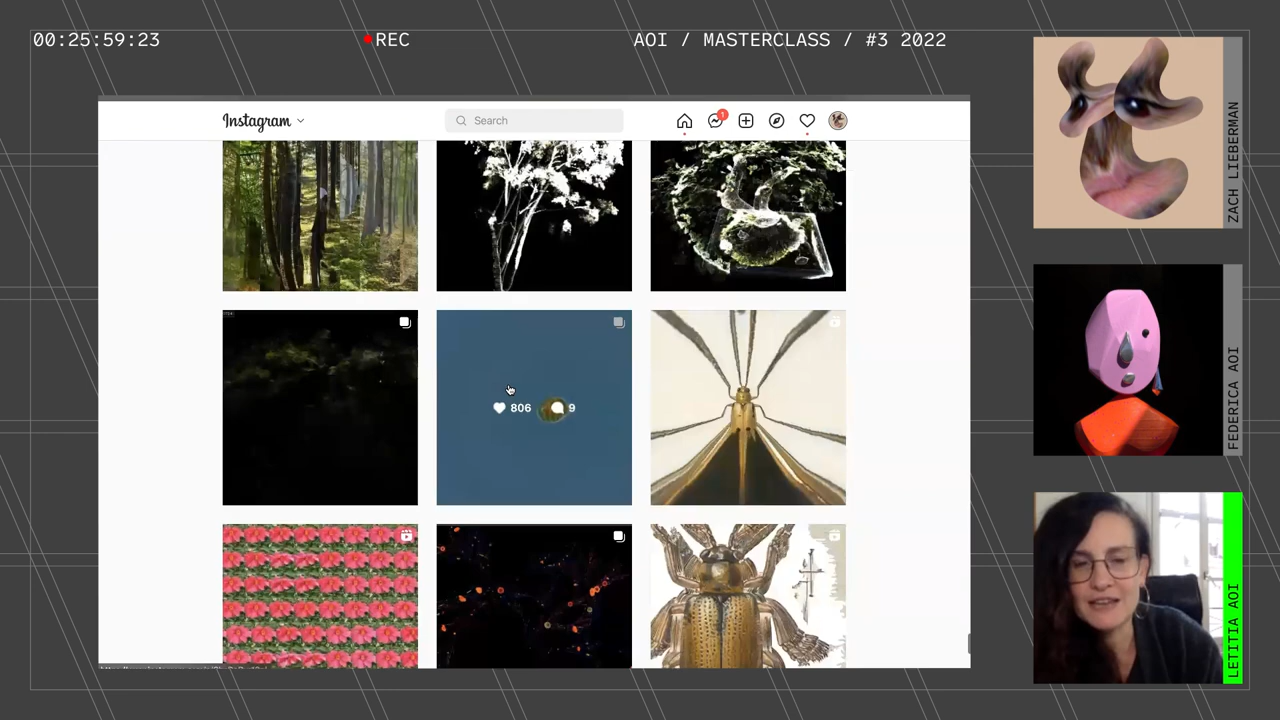 00:25:59:23
REC
AOI / MASTERCLASS / #3 2022
Instagram
Search
1
806
9
ZACH LIEBERMAN
FEDERICA AOI
LETITIA AOI